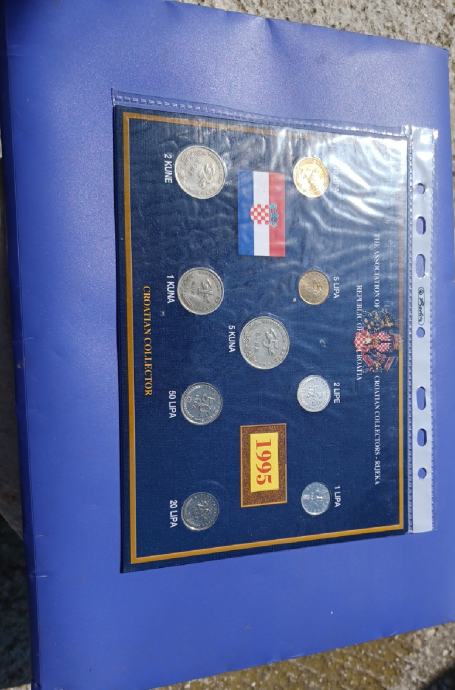 THE ASSOCIATION OF CROATIAN COLLECTORS - RIJEKA
REPUBLIC OF CROATIA
5 LIPA
2 LIPE
1 LIPA
5 KUNA
1995
2 KUNE
1 KUNA
50 LIPA
20 LIPA
CROATIAN COLLECTOR